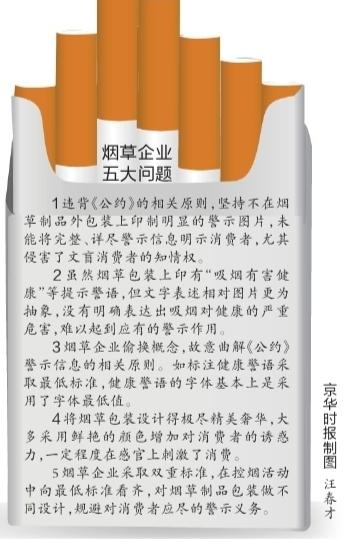 烟草企业
五大问题
1违背《公约》的相关原则,坚持不在烟
草制品外包装上印制明显的警示图片,未
能将完整、详尽警示信息明示消费者,尤其
侵害了文盲消费者的知情权。
2虽然烟草包装上印有“吸烟有害健
康”等提示警语,但文字表述相对图片更为
抽象,没有明确表达出吸烟对健康的严重
危害,难以起到应有的警示作用。
3烟草企业偷换概念,故意曲解《公约》
警示信息的相关原则。如标注健康警语采
取最低标准,健康警语的字体基本上是采
用了字体最低值。
4将烟草包装设计得极尽精美奢华,大
多采用鲜艳的颜色增加对消费者的诱惑
力,一定程度在感官上刺激了消费。
5烟草企业采取双重标准,在控烟活动
中向最低标准看齐,对烟草制品包装做不
同设计,规避对消费者应尽的警示义务。
京华时报制图 汪春才